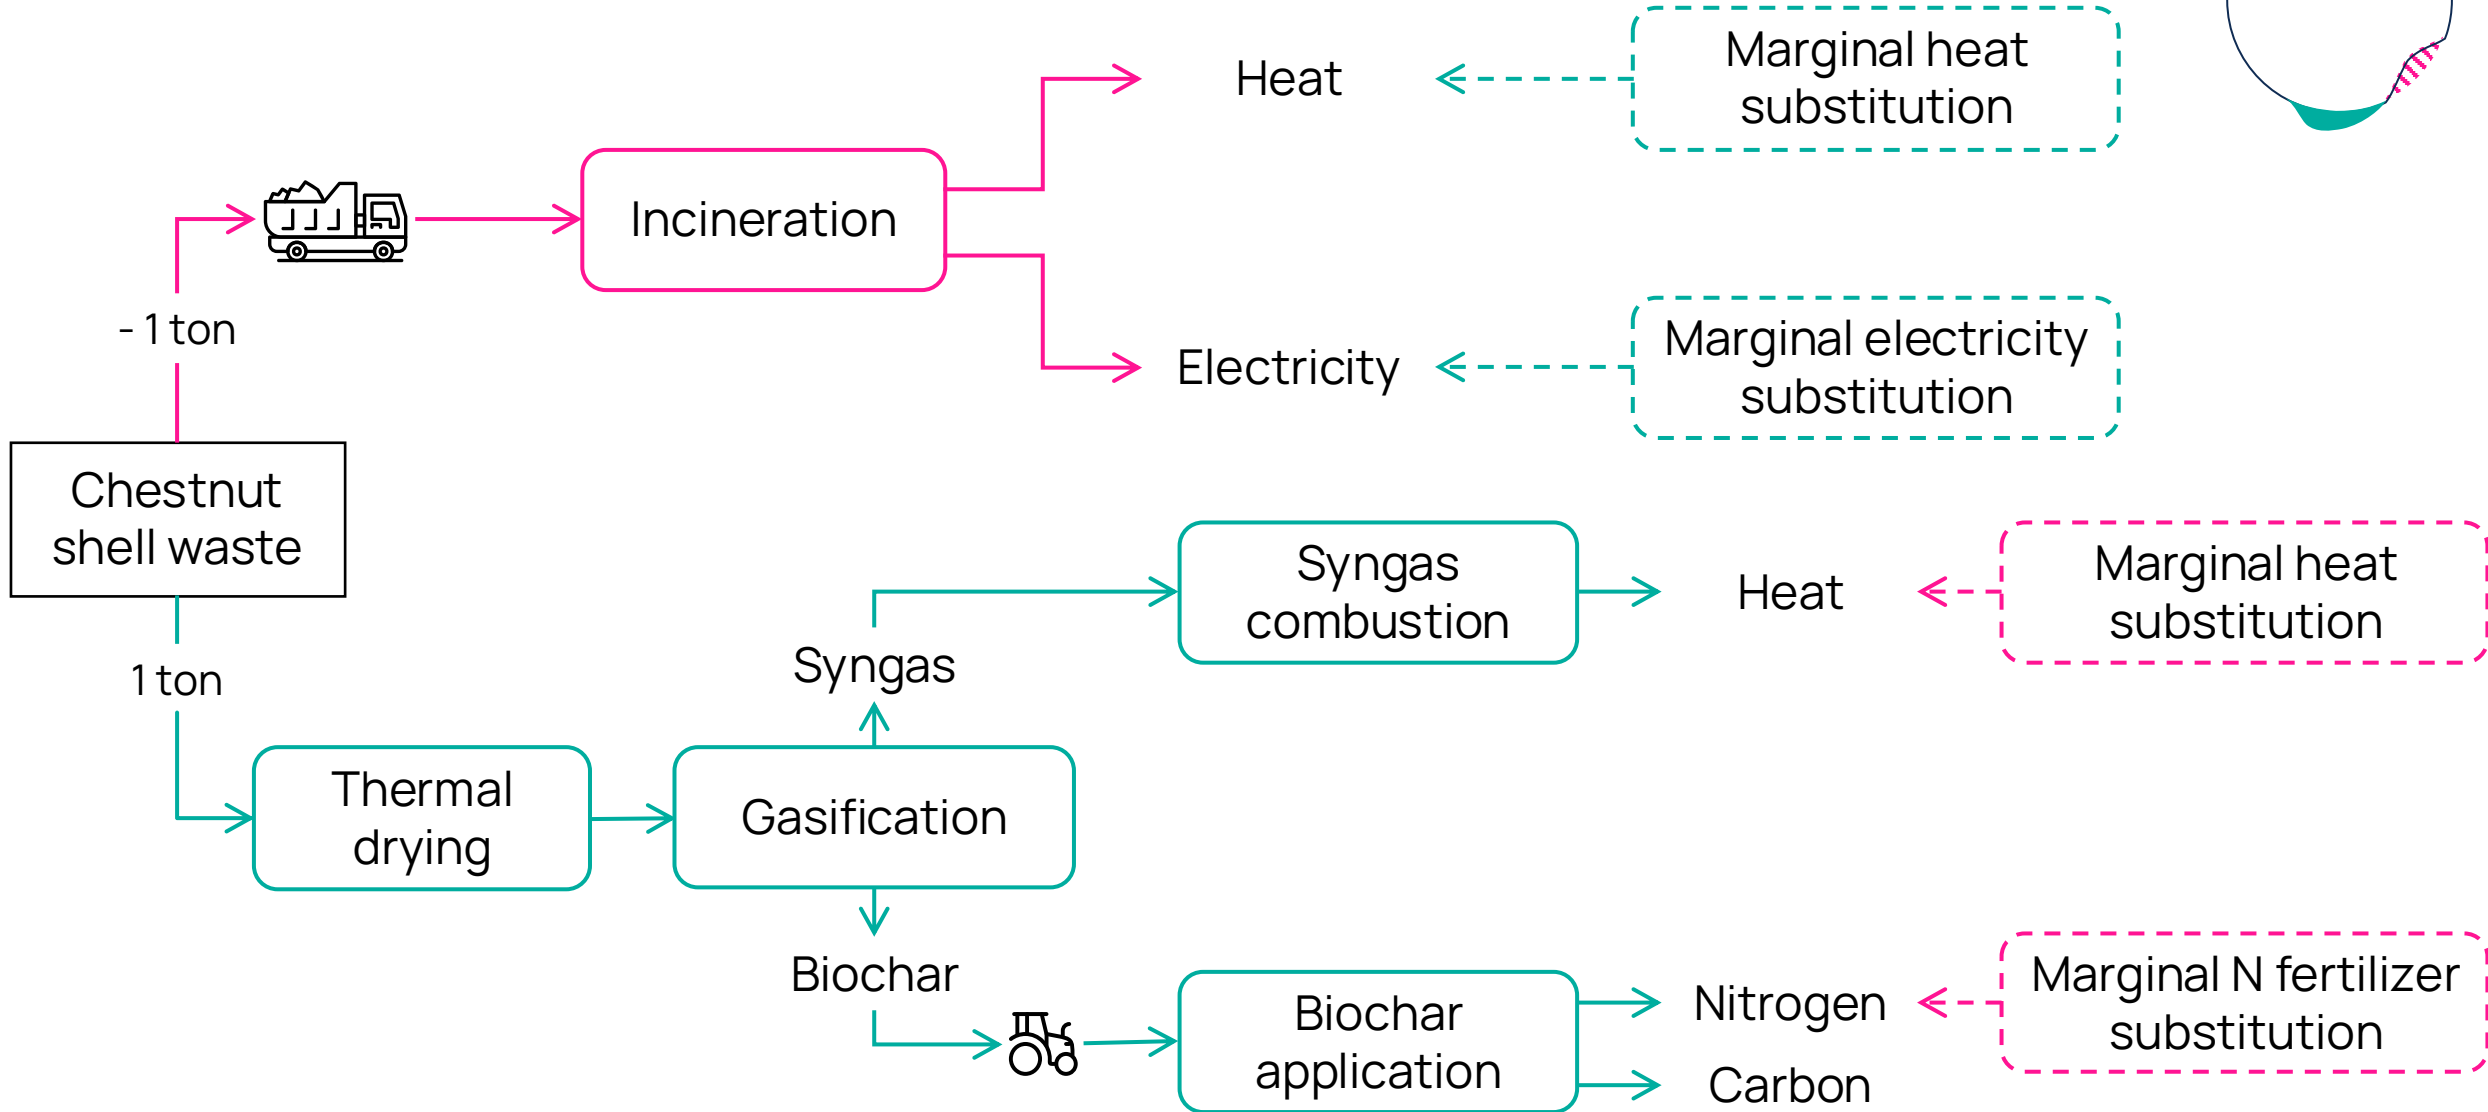 Heat
Marginal heat
substitution
Incineration
- 1 ton
Electricity
Marginal electricity
substitution
Chestnut
shell waste
Syngas
combustion
Heat
Marginal heat
substitution
1 ton
Syngas
Thermal
drying
Gasification
Biochar
Biochar
application
Nitrogen
Carbon
Marginal N fertilizer
substitution